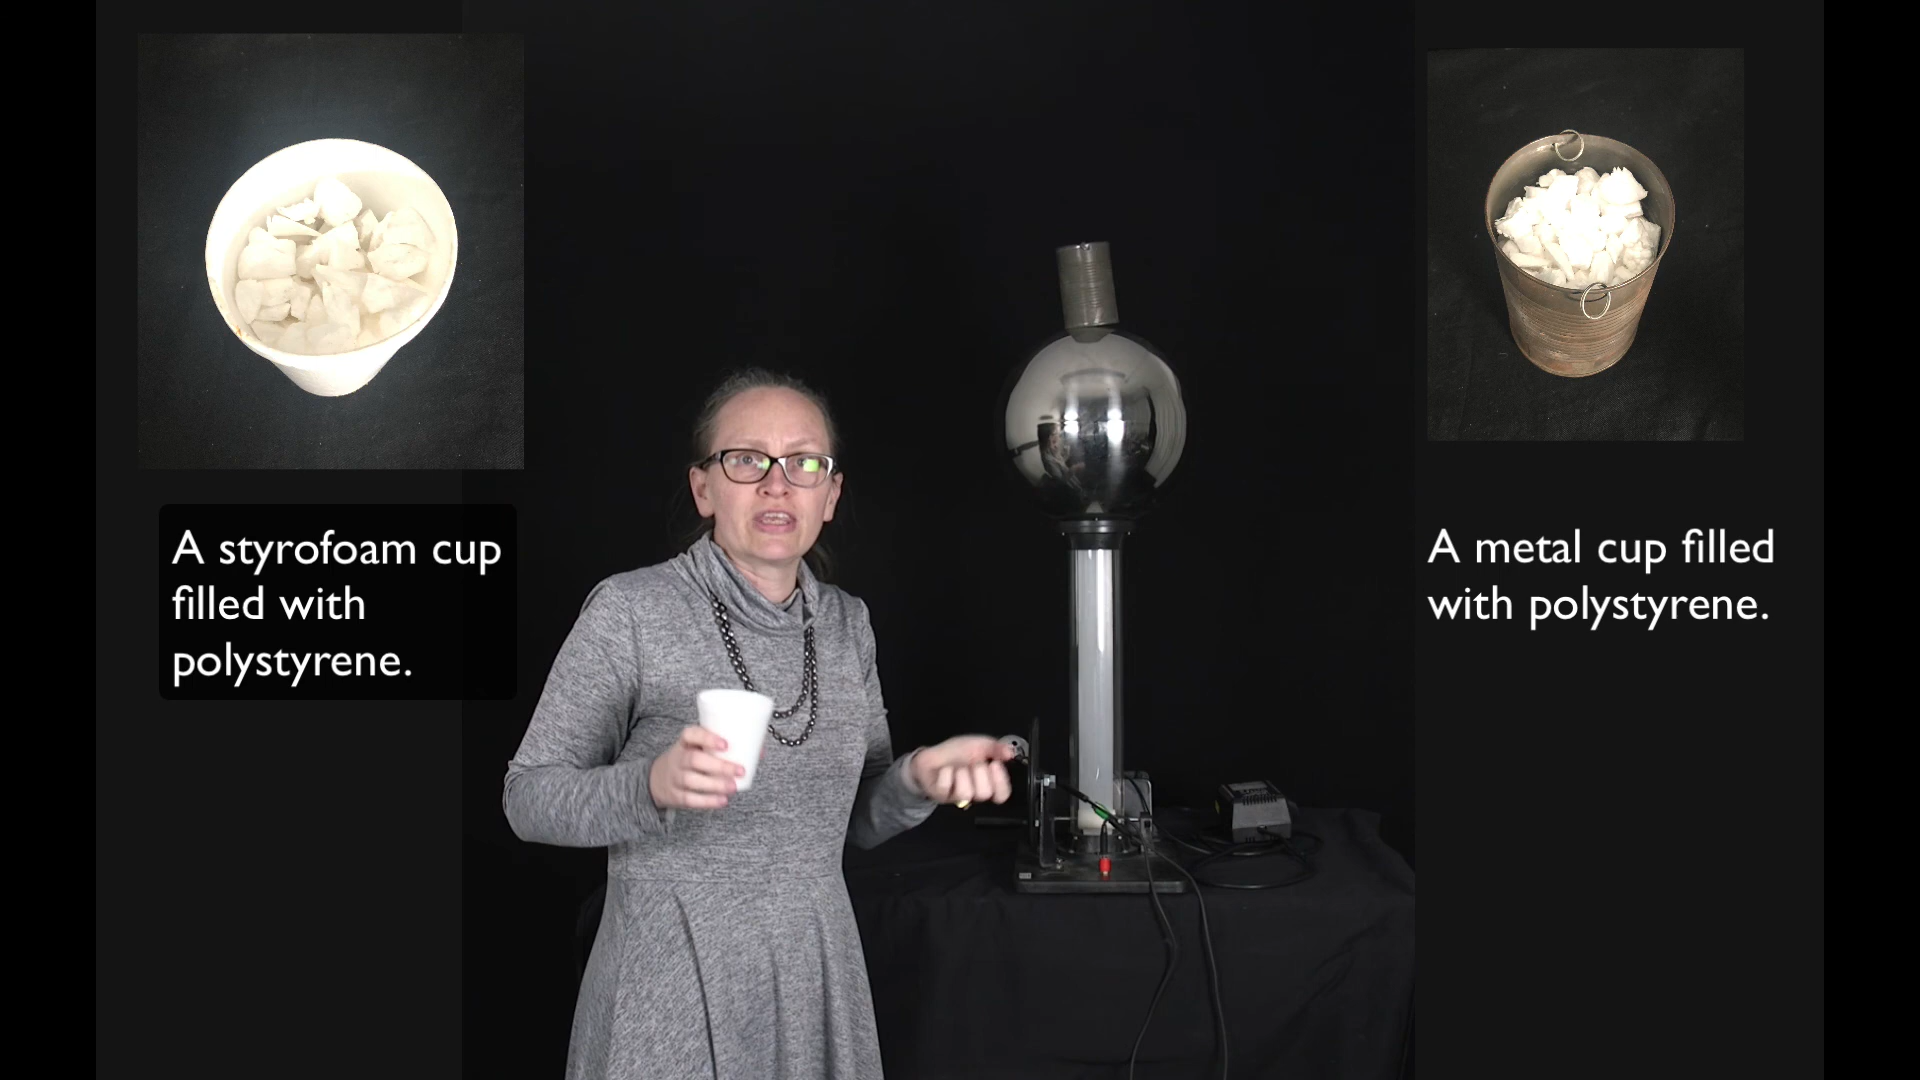 A styrofoam cup
filled with
polystyrene.
A metal cup filled
with polystyrene.